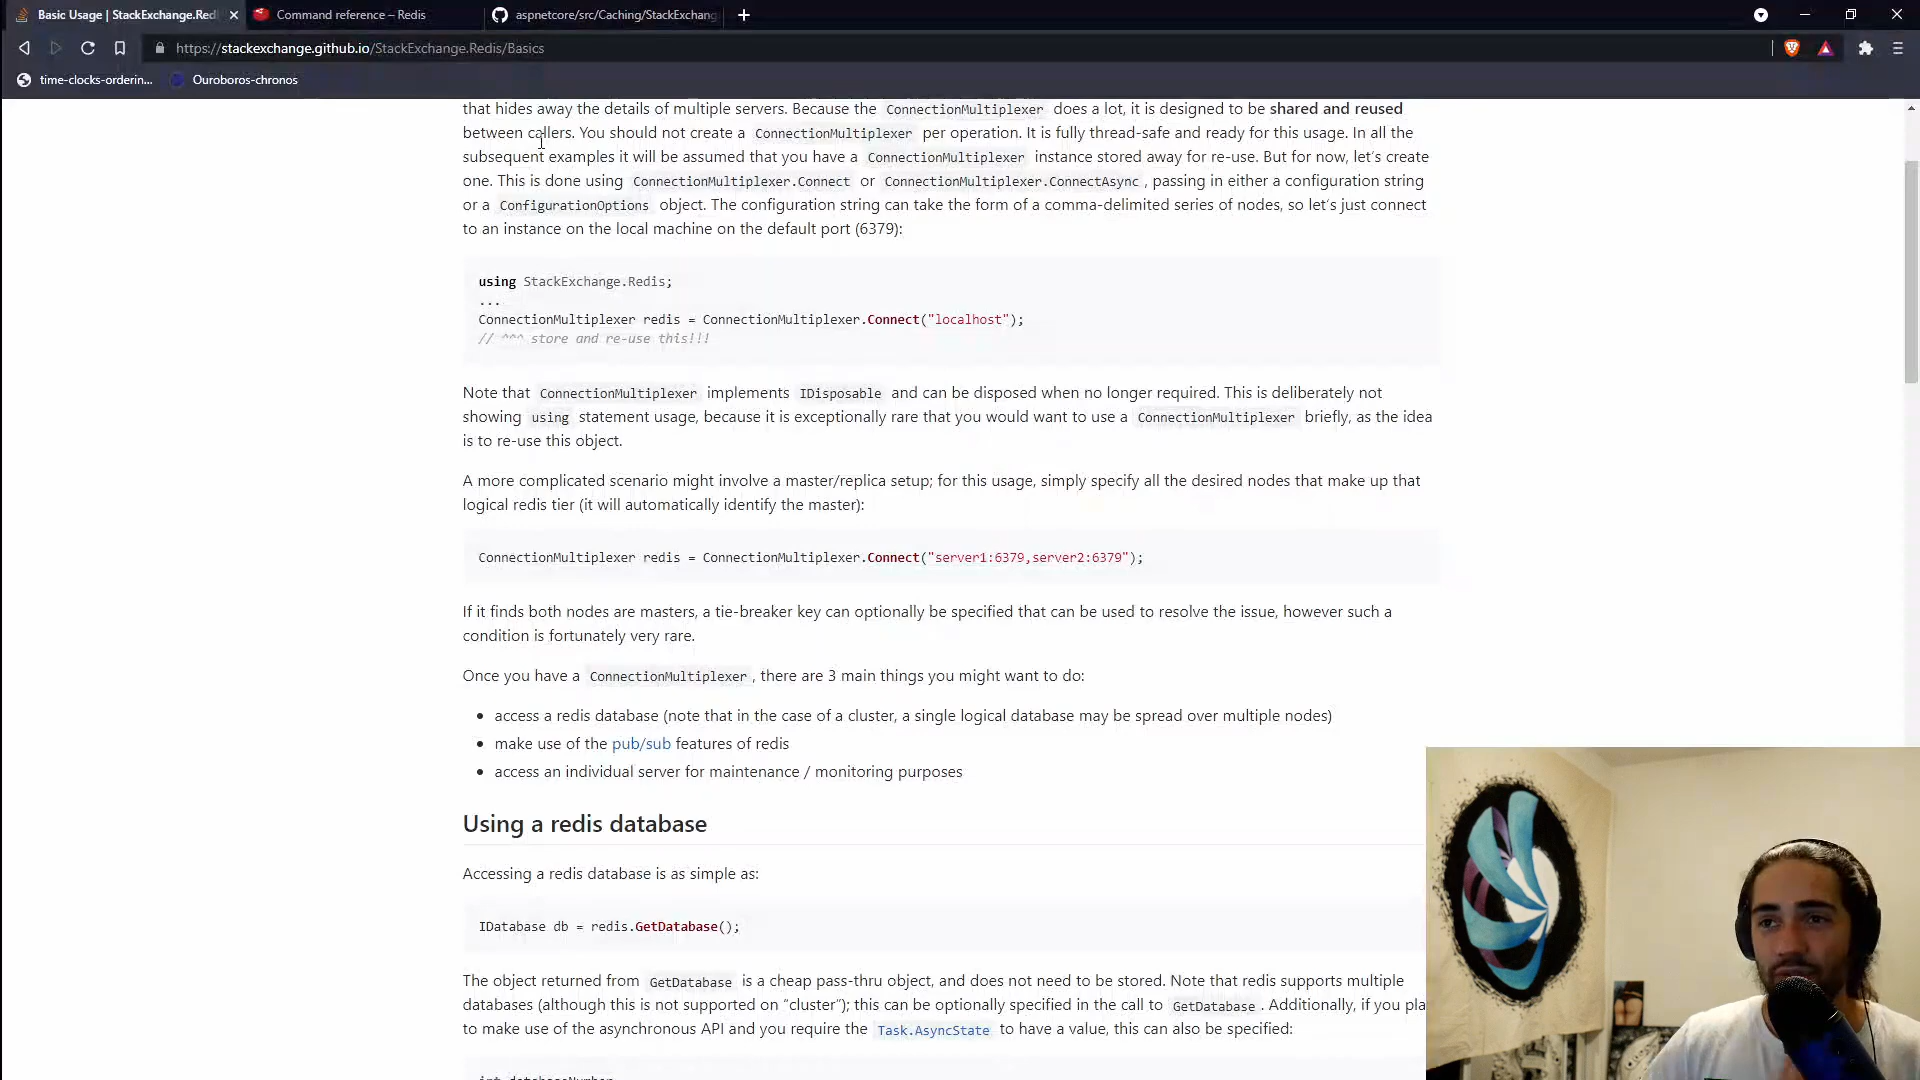 Basic Usage | StackExchange.Red
Command reference – Redis
aspnetcore/src/Caching/StackExchang
https://stackexchange.github.io/StackExchange.Redis/Basics
time-clocks-orderin...
Ouroboros-chronos
that hides away the details of multiple servers. Because the ConnectionMultiplexer does a lot, it is designed to be shared and reused
between callers. You should not create a ConnectionMultiplexer per operation. It is fully thread-safe and ready for this usage. In all the
subsequent examples it will be assumed that you have a ConnectionMultiplexer instance stored away for re-use. But for now, let’s create
one. This is done using ConnectionMultiplexer.Connect or ConnectionMultiplexer.ConnectAsync, passing in either a configuration string
or a ConfigurationOptions object. The configuration string can take the form of a comma-delimited series of nodes, so let’s just connect
to an instance on the local machine on the default port (6379):
using StackExchange.Redis;
...
ConnectionMultiplexer redis = ConnectionMultiplexer.Connect("localhost");
// ^^^ store and re-use this!!!
Note that ConnectionMultiplexer implements IDisposable and can be disposed when no longer required. This is deliberately not
showing using statement usage, because it is exceptionally rare that you would want to use a ConnectionMultiplexer briefly, as the idea
is to re-use this object.
A more complicated scenario might involve a master/replica setup; for this usage, simply specify all the desired nodes that make up that
logical redis tier (it will automatically identify the master):
ConnectionMultiplexer redis = ConnectionMultiplexer.Connect("server1:6379,server2:6379");
If it finds both nodes are masters, a tie-breaker key can optionally be specified that can be used to resolve the issue, however such a
condition is fortunately very rare.
Once you have a ConnectionMultiplexer, there are 3 main things you might want to do:
• access a redis database (note that in the case of a cluster, a single logical database may be spread over multiple nodes)
• make use of the pub/sub features of redis
• access an individual server for maintenance / monitoring purposes
Using a redis database
Accessing a redis database is as simple as:
IDatabase db = redis.GetDatabase();
The object returned from GetDatabase is a cheap pass-thru object, and does not need to be stored. Note that redis supports multiple
databases (although this is not supported on “cluster”); this can be optionally specified in the call to GetDatabase. Additionally, if you pla
to make use of the asynchronous API and you require the Task.AsyncState to have a value, this can also be specified: